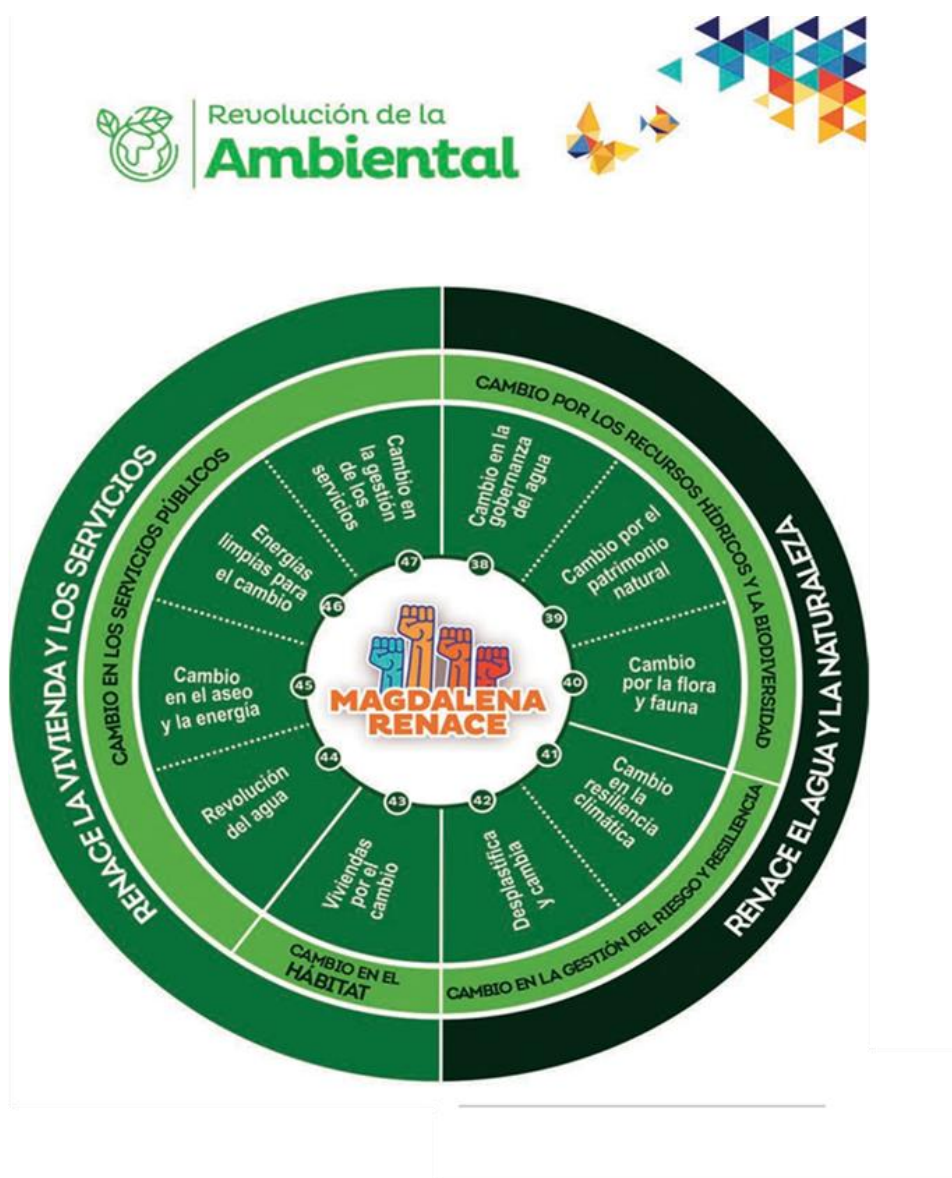 Revolución de la
Ambiental
RENACE LA VIVIENDA Y LOS SERVICIOS
RENACE EL AGUA Y LA NATURALEZA
CAMBIO EN LOS SERVICIOS PÚBLICOS
CAMBIO POR LOS RECURSOS HÍDRICOS Y LA BIODIVERSIDAD
CAMBIO EN LA GESTIÓN DEL RIESGO Y RESILIENCIA
CAMBIO EN EL
HÁBITAT
Cambio en la
gobernanza
del agua
38
Cambio por el
patrimonio
natural
39
Cambio
por la flora
y fauna
40
Cambio
en la
resiliencia
climática
41
Desplastifica
y cambia
42
Viviendas
por el
cambio
43
Revolución
del agua
44
Cambio
en el aseo
y la energía
45
Energías
limpias para
el cambio
46
Cambio en
la gestión
de los
servicios
47
MAGDALENA
RENACE